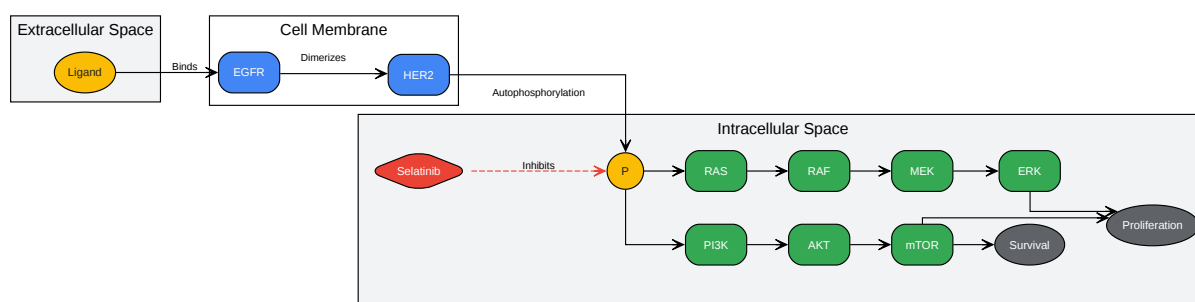 Extracellular Space
Cell Membrane
Ligand
Binds
EGFR
Dimerizes
HER2
Autophosphorylation
Intracellular Space
Selatinib
Inhibits
P
RAS
RAF
MEK
ERK
Proliferation
PI3K
AKT
mTOR
Survival